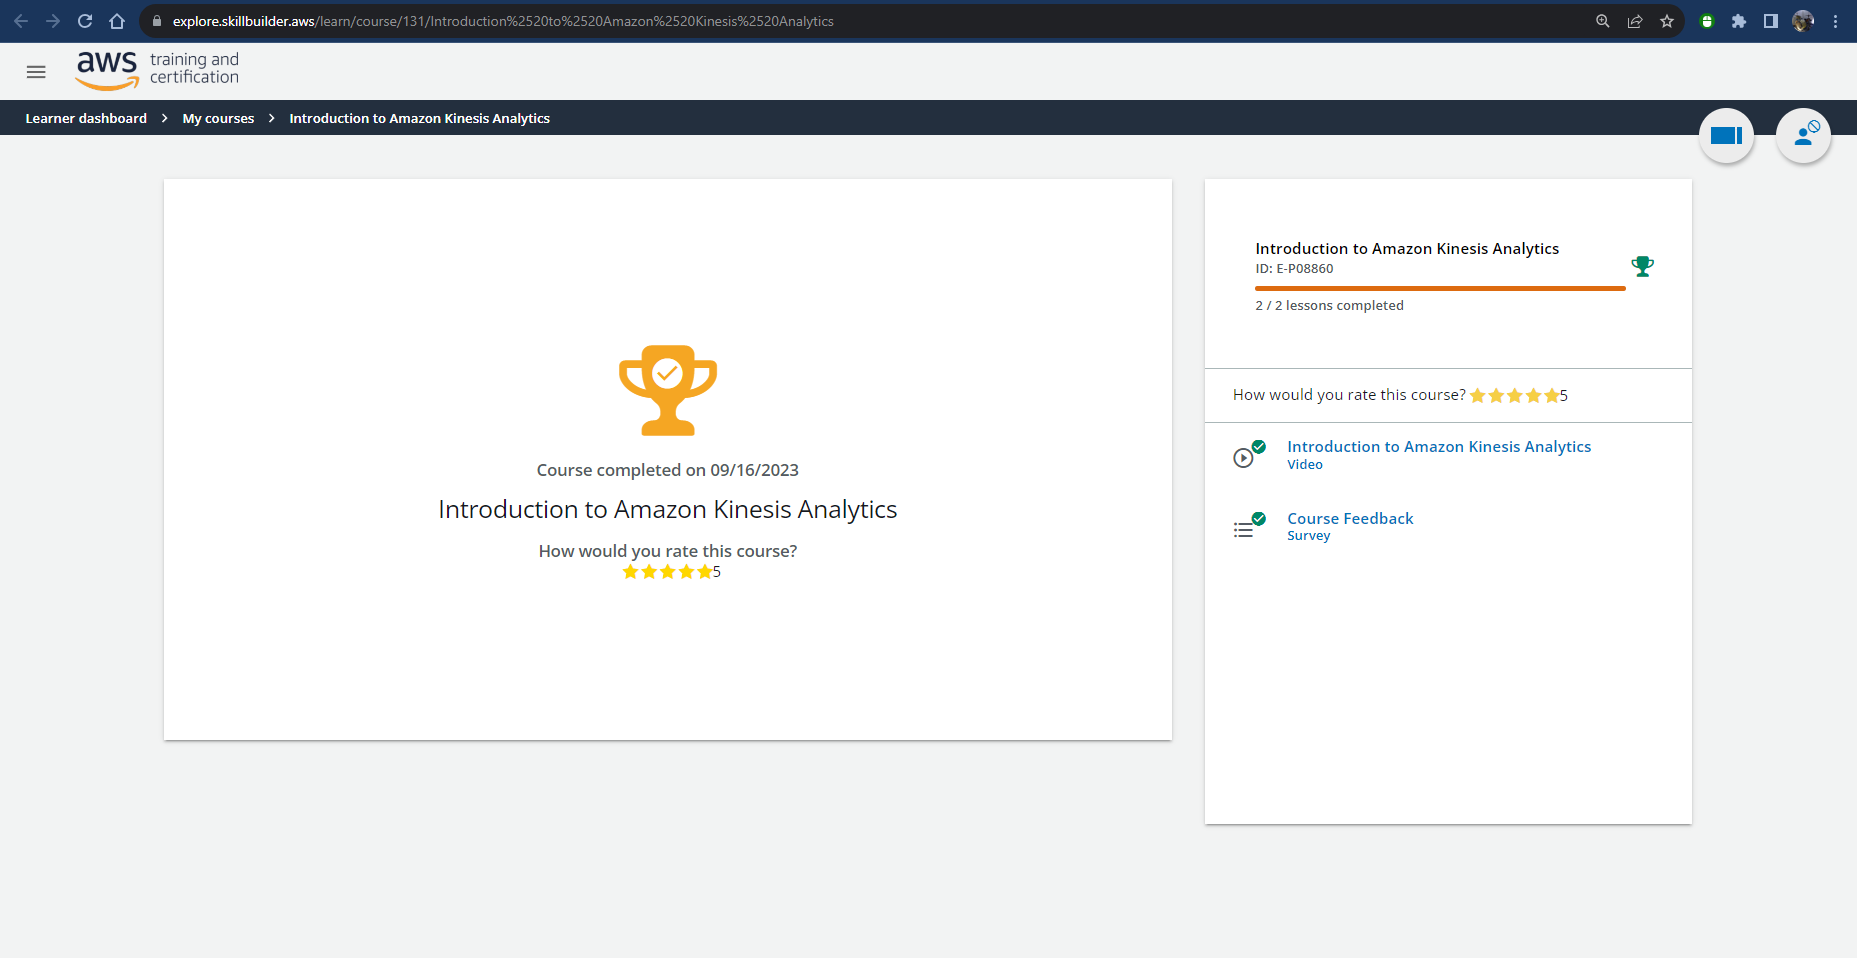 explore.skillbuilder.aws/learn/course/131/Introduction%2520to%2520Amazon%2520Kinesis%2520Analytics
aws training and
certification
Learner dashboard > My courses > Introduction to Amazon Kinesis Analytics
Course completed on 09/16/2023
Introduction to Amazon Kinesis Analytics
How would you rate this course?
5
Introduction to Amazon Kinesis Analytics
ID: E-P08860
2 / 2 lessons completed
How would you rate this course? 5
Introduction to Amazon Kinesis Analytics
Video
Course Feedback
Survey